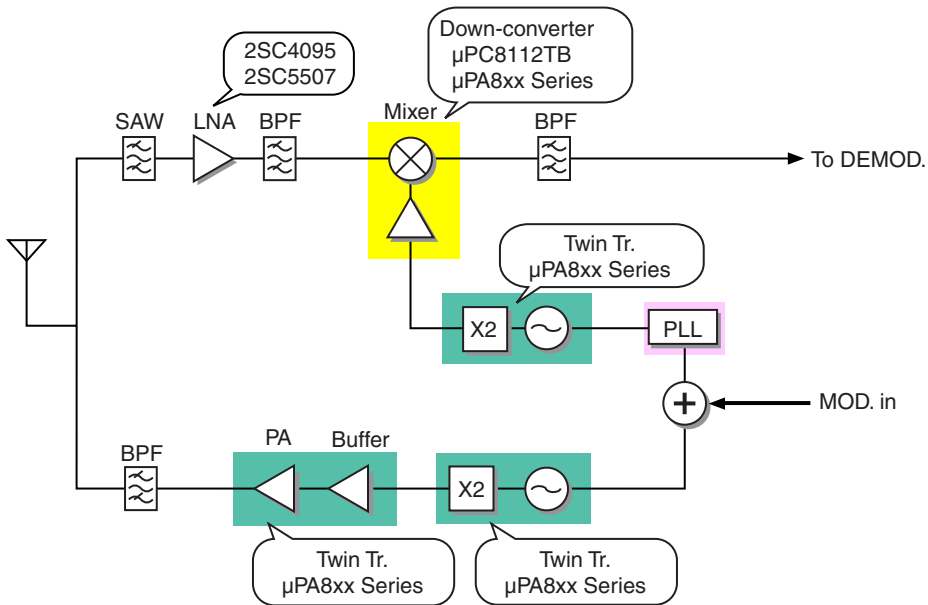 2SC4095
2SC5507
Down-converter
µPC8112TB
µPA8xx Series
SAW
LNA
BPF
Mixer
BPF
To DEMOD.
Twin Tr.
µPA8xx Series
X2
PLL
MOD. in
BPF
PA
Buffer
X2
Twin Tr.
µPA8xx Series
Twin Tr.
µPA8xx Series